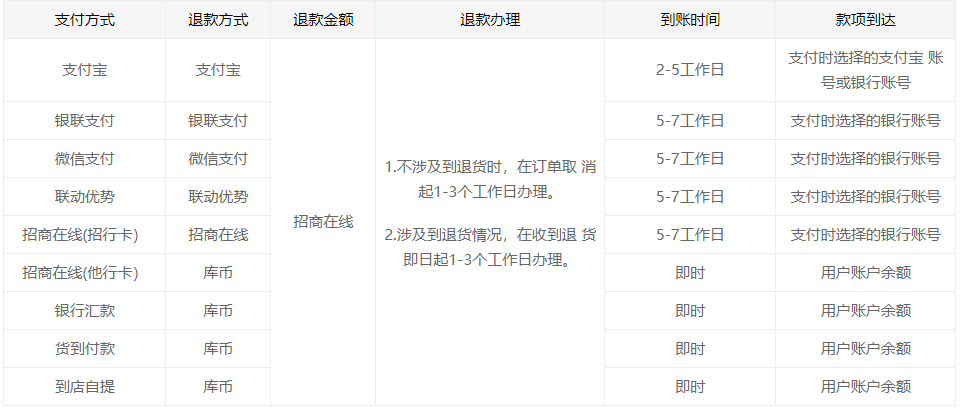 支付方式 退款方式 退款金额 退款办理 到账时间 款项到达
支付宝 支付宝 2-5工作日 支付时选择的支付宝 账
号或银行账号
银联支付 银联支付 5-7工作日 支付时选择的银行账号
微信支付 微信支付 5-7工作日 支付时选择的银行账号
1.不涉及到退货时，在订单取 消
起1-3个工作日办理。
联动优势 联动优势 5-7工作日 支付时选择的银行账号
招商在线
招商在线(招行卡) 招商在线 5-7工作日 支付时选择的银行账号
2.涉及到退货情况，在收到退 货
即日起1-3个工作日办理。
招商在线(他行卡) 库币 即时 用户账户余额
银行汇款 库币 即时 用户账户余额
货到付款 库币 即时 用户账户余额
到店自提 库币 即时 用户账户余额